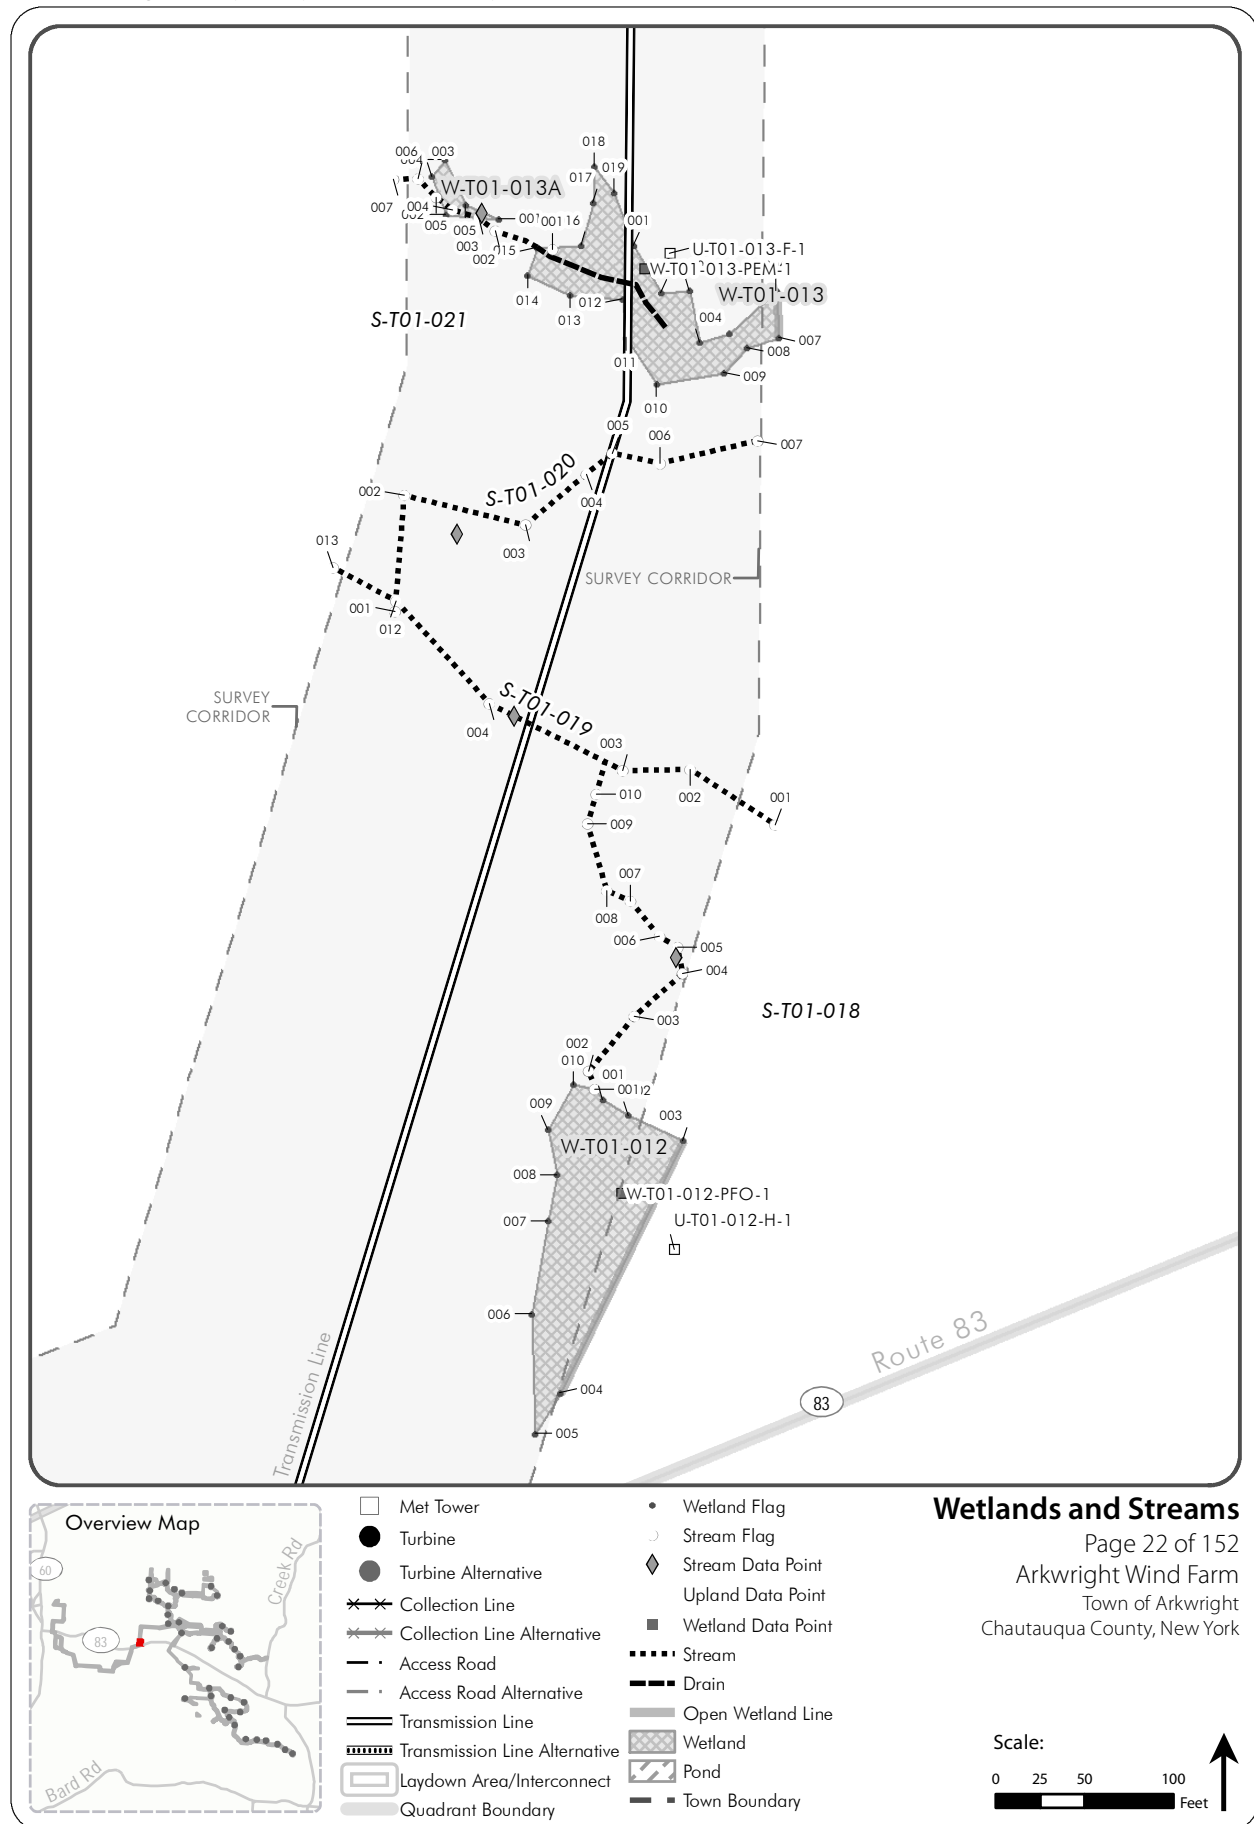 018
006
003
019
017
W-T01-013A
007
004
005
001
001
16
001
005
003
002
015
U-T01-013-F-1
W-T01-013-PEM-1
W-T01-013
014
012
013
004
S-T01-021
007
008
011
009
010
005
006
007
S-T01-020
002
004
003
013
SURVEY CORRIDOR
001
012
SURVEY
CORRIDOR
S-T01-019
004
003
010
002
001
009
007
008
006
005
004
S-T01-018
003
002
010
001
001
003
009
W-T01-012
008
W-T01-012-PFO-1
007
U-T01-012-H-1
006
Route 83
83
Transmission Line
004
005
Overview Map
60
83
Creek Rd
Bard Rd
Met Tower
Turbine
Turbine Alternative
Collection Line
Collection Line Alternative
Access Road
Access Road Alternative
Transmission Line
Transmission Line Alternative
Laydown Area/Interconnect
Quadrant Boundary
Wetland Flag
Stream Flag
Stream Data Point
Upland Data Point
Wetland Data Point
Stream
Drain
Open Wetland Line
Wetland
Pond
Town Boundary
Wetlands and Streams
Page 22 of 152
Arkwright Wind Farm
Town of Arkwright
Chautauqua County, New York
Scale:
0 25 50 100
Feet